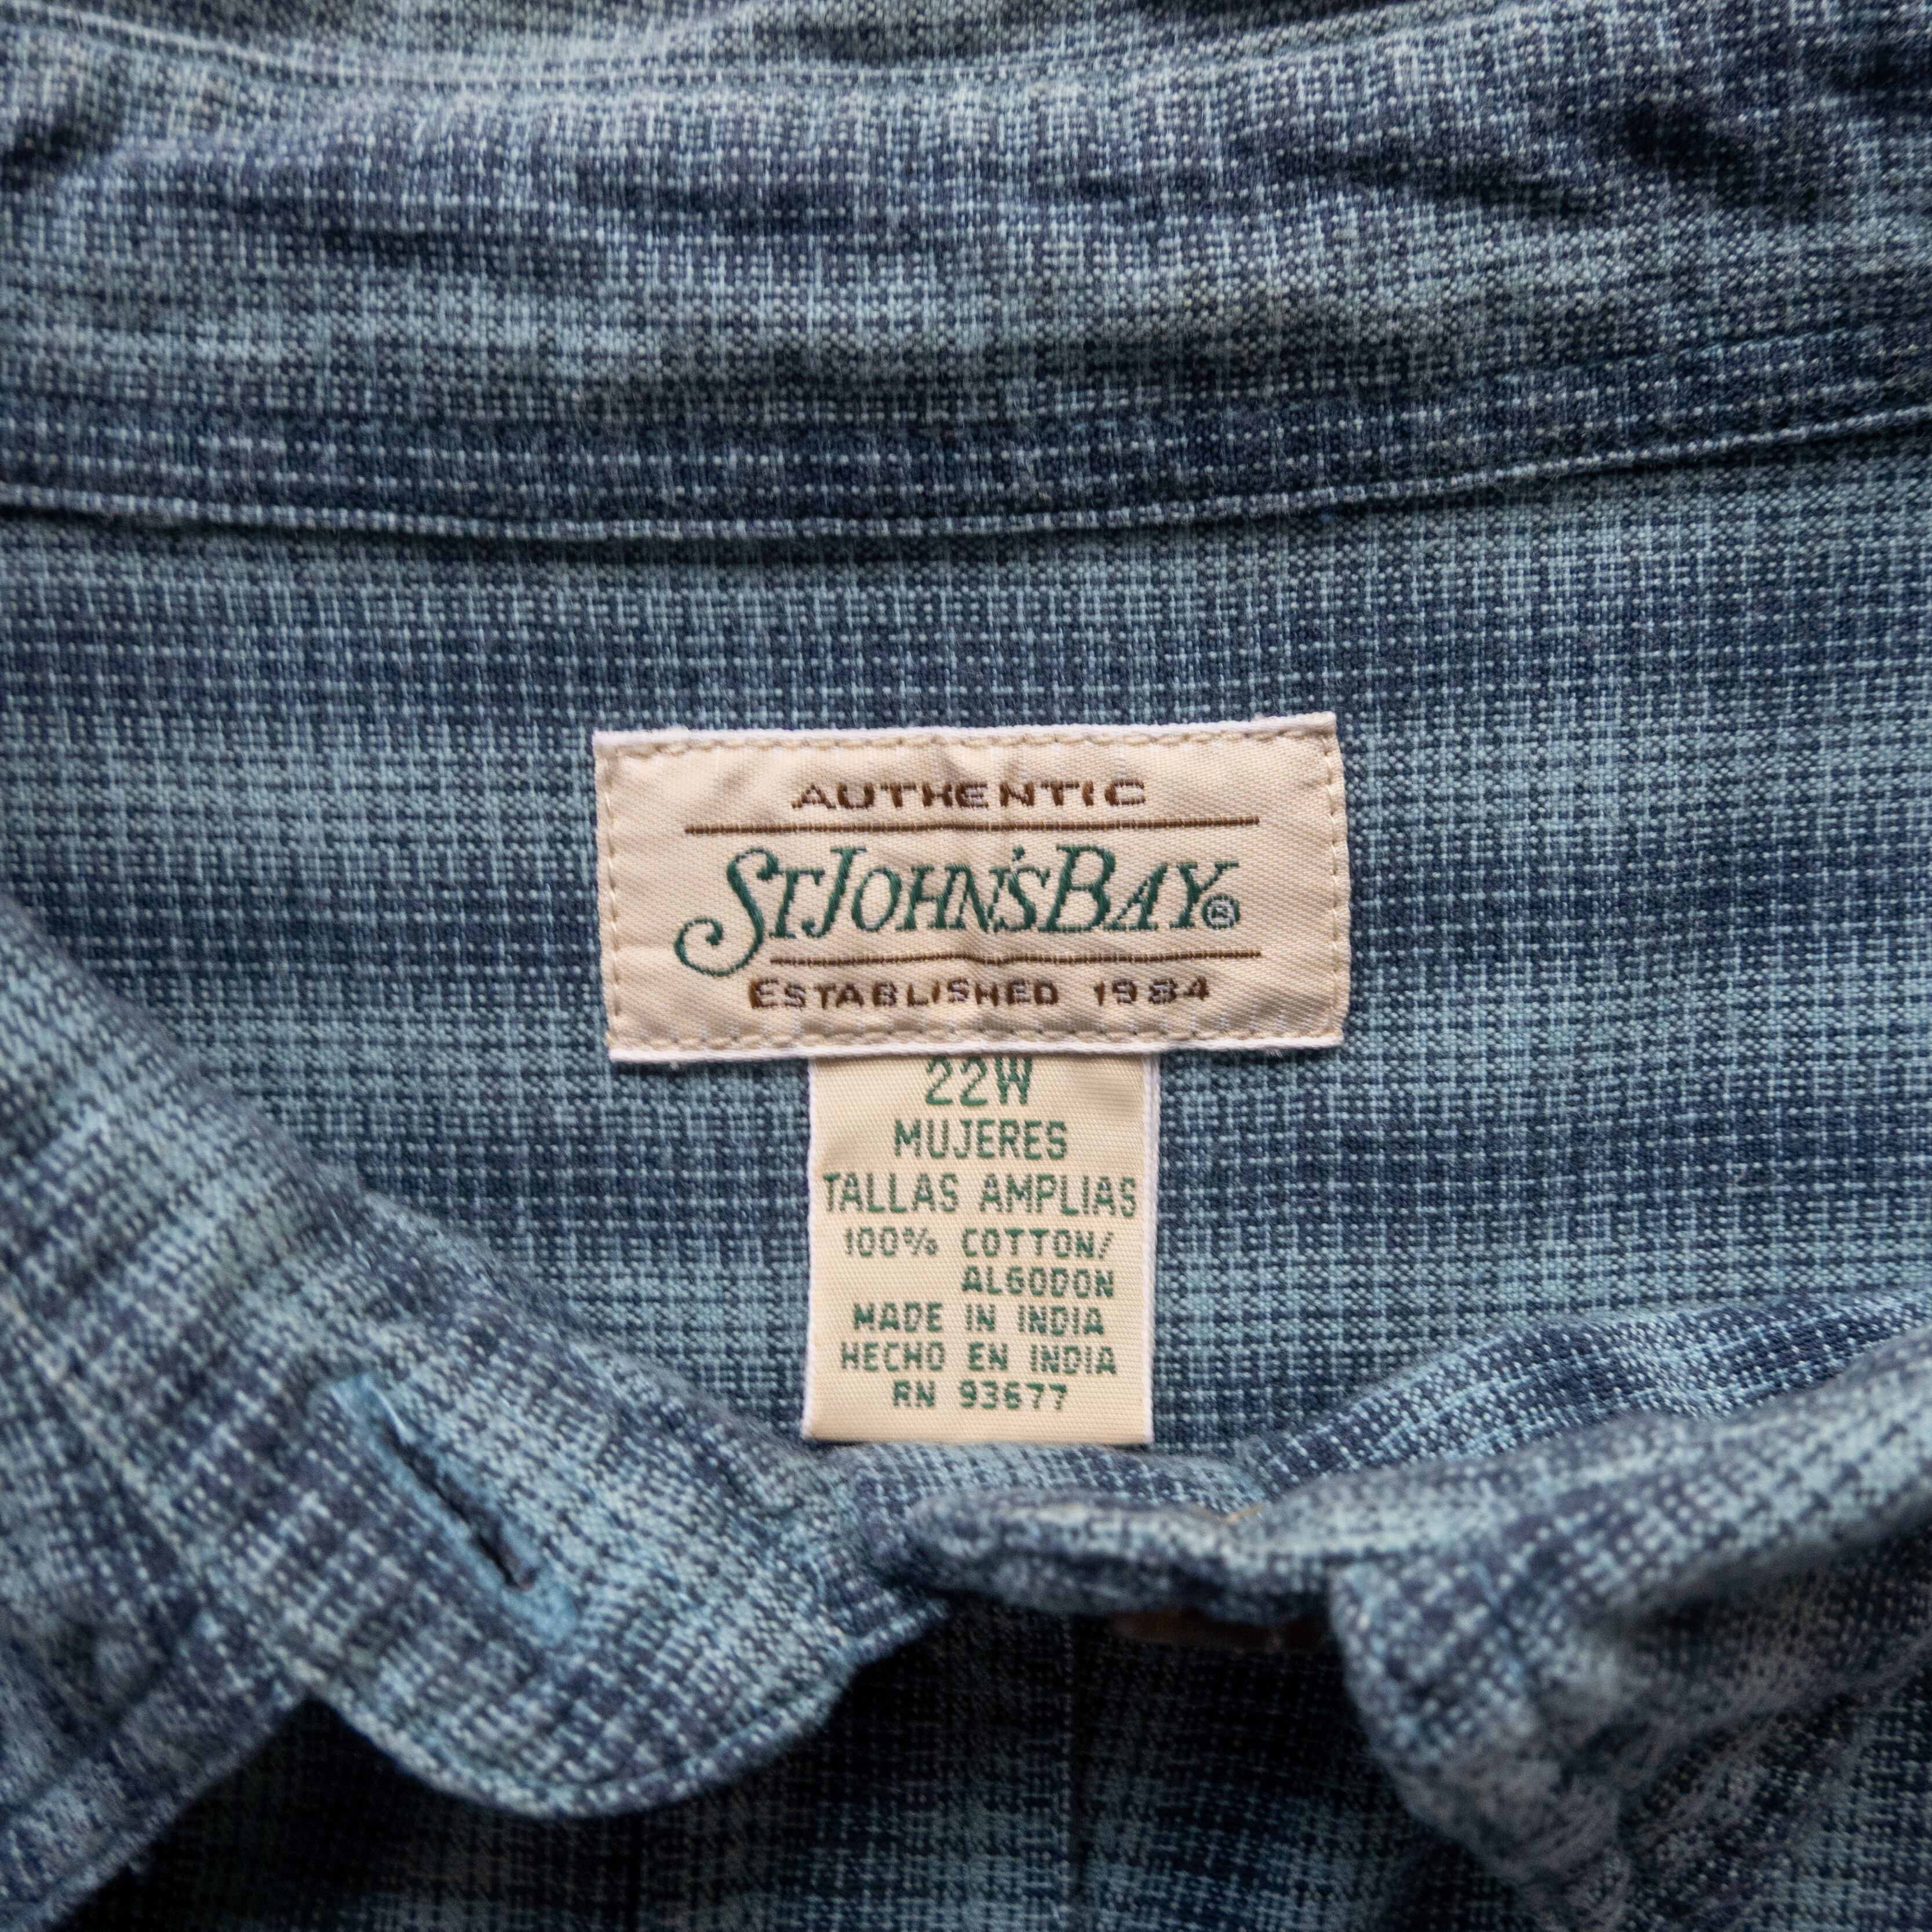 AUTHENTIC
ST. JOHN'S BAY®
ESTABLISHED 1984
22W
MUJERES
TALLAS AMPLIAS
100% COTTON/
ALGODON
MADE IN INDIA
HECHO EN INDIA
RN 93677